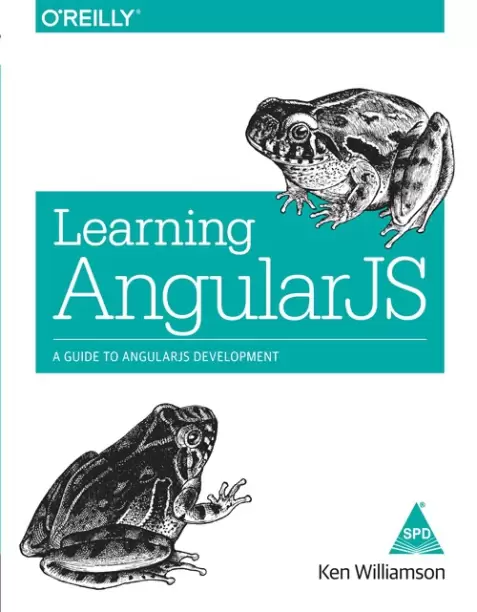 O'REILLY®
Learning
AngularJS
A GUIDE TO ANGULARJS DEVELOPMENT
®
SPD
Ken Williamson